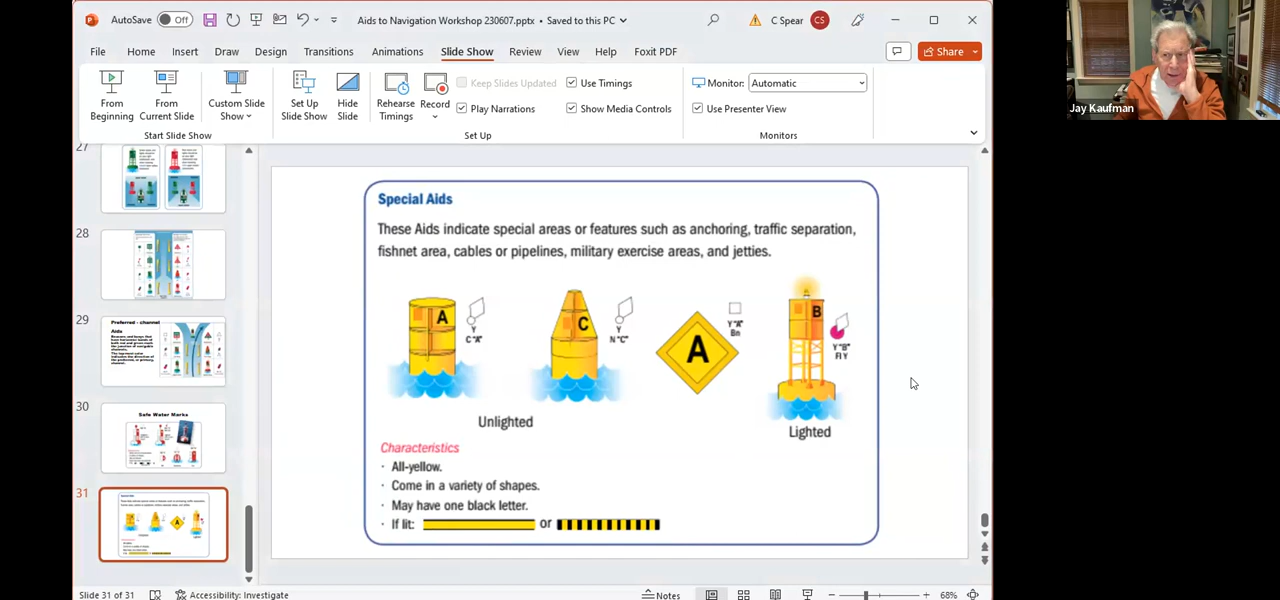 AutoSave Off Aids to Navigation Workshop 230607.pptx • Saved to this PC C Spear CS
File Home Insert Draw Design Transitions Animations Slide Show Review View Help Foxit PDF Share
From Beginning
From Current Slide
Custom Slide Show
Set Up Slide Show
Hide Slide
Rehearse Timings
Record
Keep Slides Updated
Play Narrations
Use Timings
Show Media Controls
Monitor: Automatic
Use Presenter View
Start Slide Show
Set Up
Monitors
Jay Kaufman
27
28
29
Preferred - channel
Aids
30
Safe Water Marks
31
Special Aids
These Aids indicate special areas or features such as anchoring, traffic separation,
fishnet area, cables or pipelines, military exercise areas, and jetties.
A
Y
C "A"
C
Y
N "C"
A
Y "A"
Bn
B
Y "B"
Fl Y
Unlighted
Lighted
Characteristics
· All-yellow.
· Come in a variety of shapes.
· May have one black letter.
· If lit: or
Slide 31 of 31 Accessibility: Investigate Notes 68%